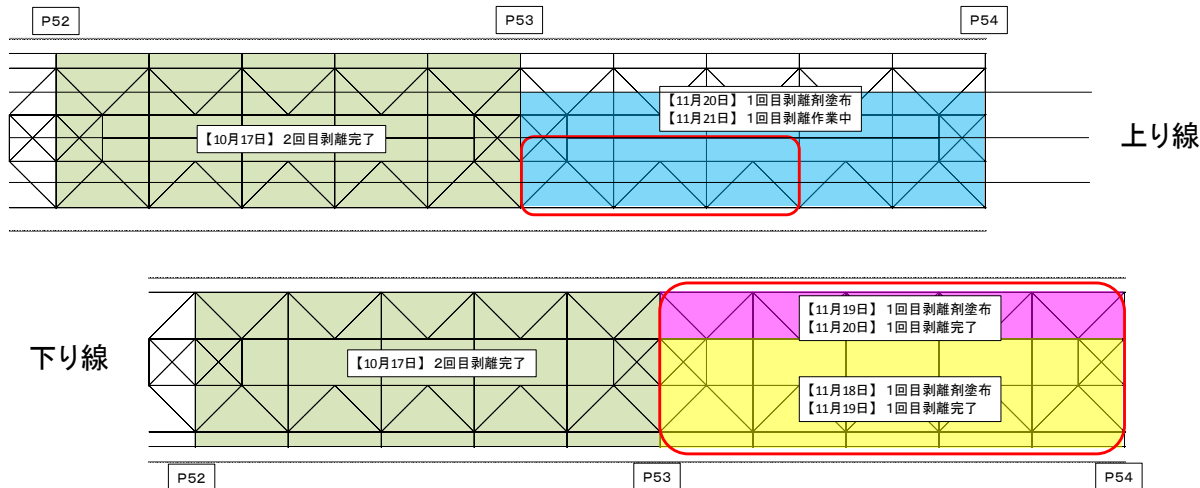 P52
P53
P54
【11月20日】 1回目剥離剤塗布
【11月21日】 1回目剥離作業中
【10月17日】 2回目剥離完了
上り線
【11月19日】 1回目剥離剤塗布
【11月20日】 1回目剥離完了
下り線
【10月17日】 2回目剥離完了
【11月18日】 1回目剥離剤塗布
【11月19日】 1回目剥離完了
P52
P53
P54